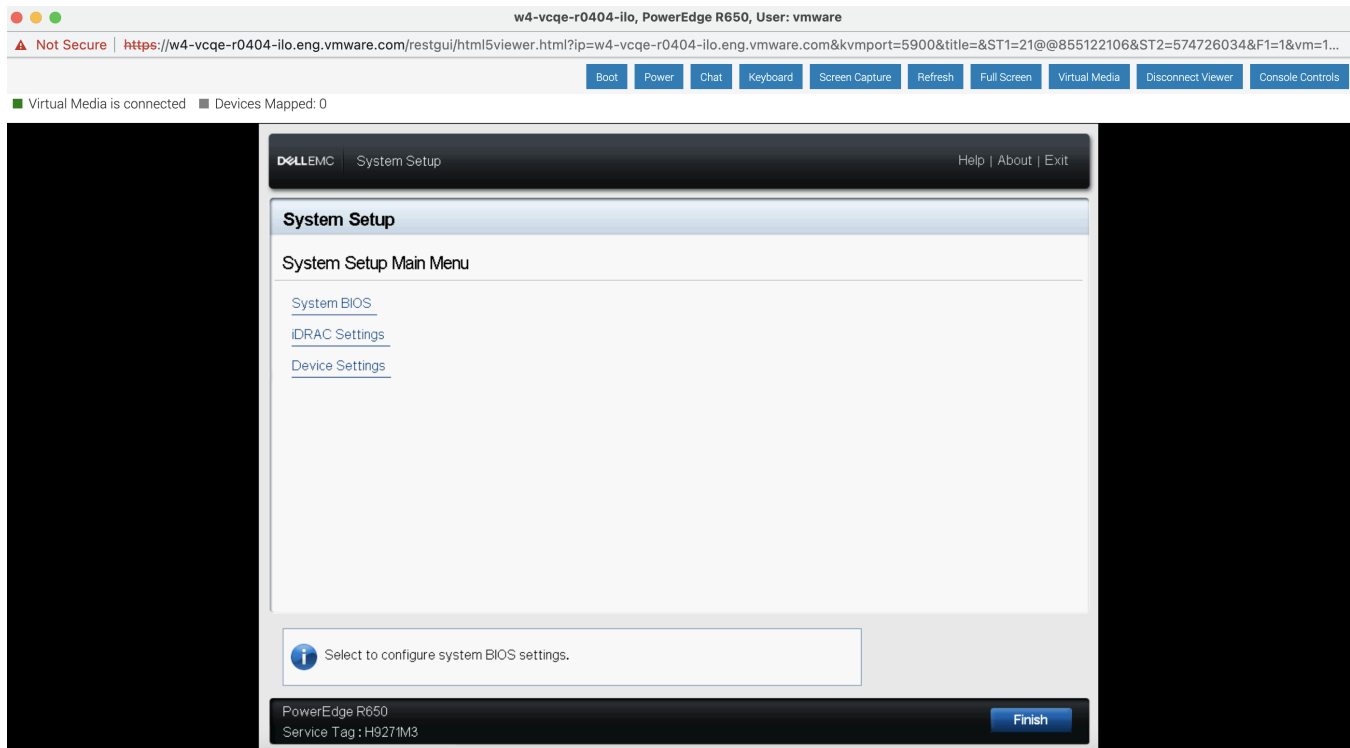 w4-vcqe-r0404-ilo, PowerEdge R650, User: vmware
Not Secure | https://w4-vcqe-r0404-ilo.eng.vmware.com/restgui/html5viewer.html?ip=w4-vcqe-r0404-ilo.eng.vmware.com&kvmport=5900&title=&ST1=21@@855122106&ST2=574726034&F1=1&vm=1...
Boot Power Chat Keyboard Screen Capture Refresh Full Screen Virtual Media Disconnect Viewer Console Controls
Virtual Media is connected Devices Mapped: 0
DELLEMC System Setup Help | About | Exit
System Setup
System Setup Main Menu
System BIOS
iDRAC Settings
Device Settings
Select to configure system BIOS settings.
PowerEdge R650
Service Tag : H9271M3
Finish